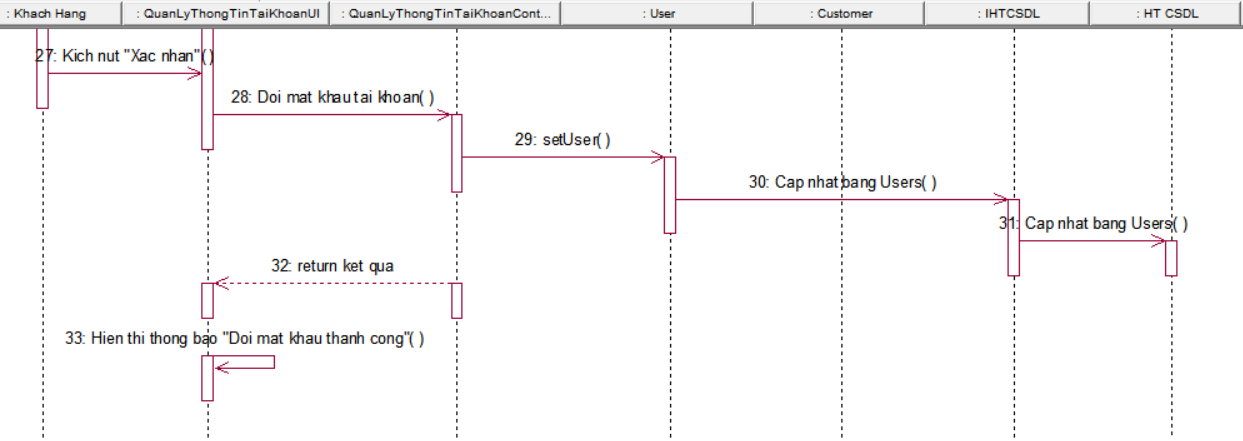 : Khach Hang
: QuanLyThongTinTaiKhoanUI
: QuanLyThongTinTaiKhoanCont...
: User
: Customer
: IHTCSDL
: HT CSDL
27: Kich nut "Xac nhan"( )
28: Doi mat khau tai khoan( )
29: setUser( )
30: Cap nhat bang Users( )
31: Cap nhat bang Users( )
32: return ket qua
33: Hien thi thong bao "Doi mat khau thanh cong"( )